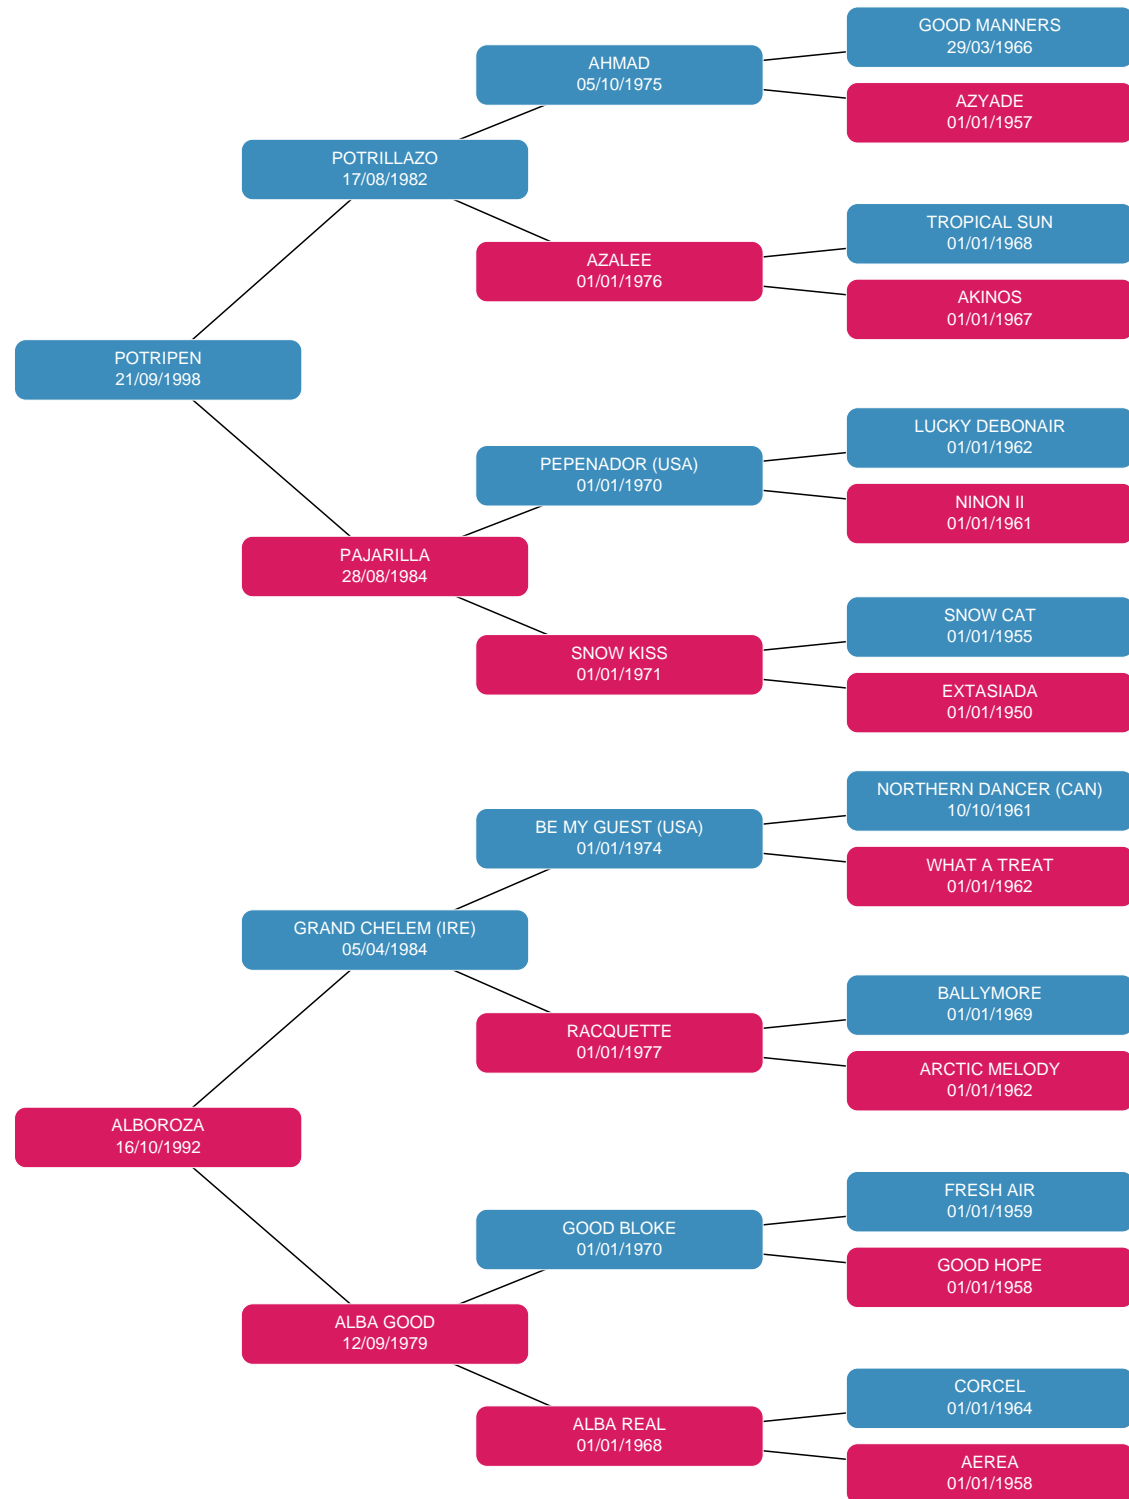 GOOD MANNERS
29/03/1966
AHMAD
05/10/1975
AZYADE
01/01/1957
POTRILLAZO
17/08/1982
TROPICAL SUN
01/01/1968
AZALEE
01/01/1976
AKINOS
01/01/1967
POTRIPEN
21/09/1998
LUCKY DEBONAIR
01/01/1962
PEPENADOR (USA)
01/01/1970
NINON II
01/01/1961
PAJARILLA
28/08/1984
SNOW CAT
01/01/1955
SNOW KISS
01/01/1971
EXTASIADA
01/01/1950
NORTHERN DANCER (CAN)
10/10/1961
BE MY GUEST (USA)
01/01/1974
WHAT A TREAT
01/01/1962
GRAND CHELEM (IRE)
05/04/1984
BALLYMORE
01/01/1969
RACQUETTE
01/01/1977
ARCTIC MELODY
01/01/1962
ALBOROZA
16/10/1992
FRESH AIR
01/01/1959
GOOD BLOKE
01/01/1970
GOOD HOPE
01/01/1958
ALBA GOOD
12/09/1979
CORCEL
01/01/1964
ALBA REAL
01/01/1968
AEREA
01/01/1958